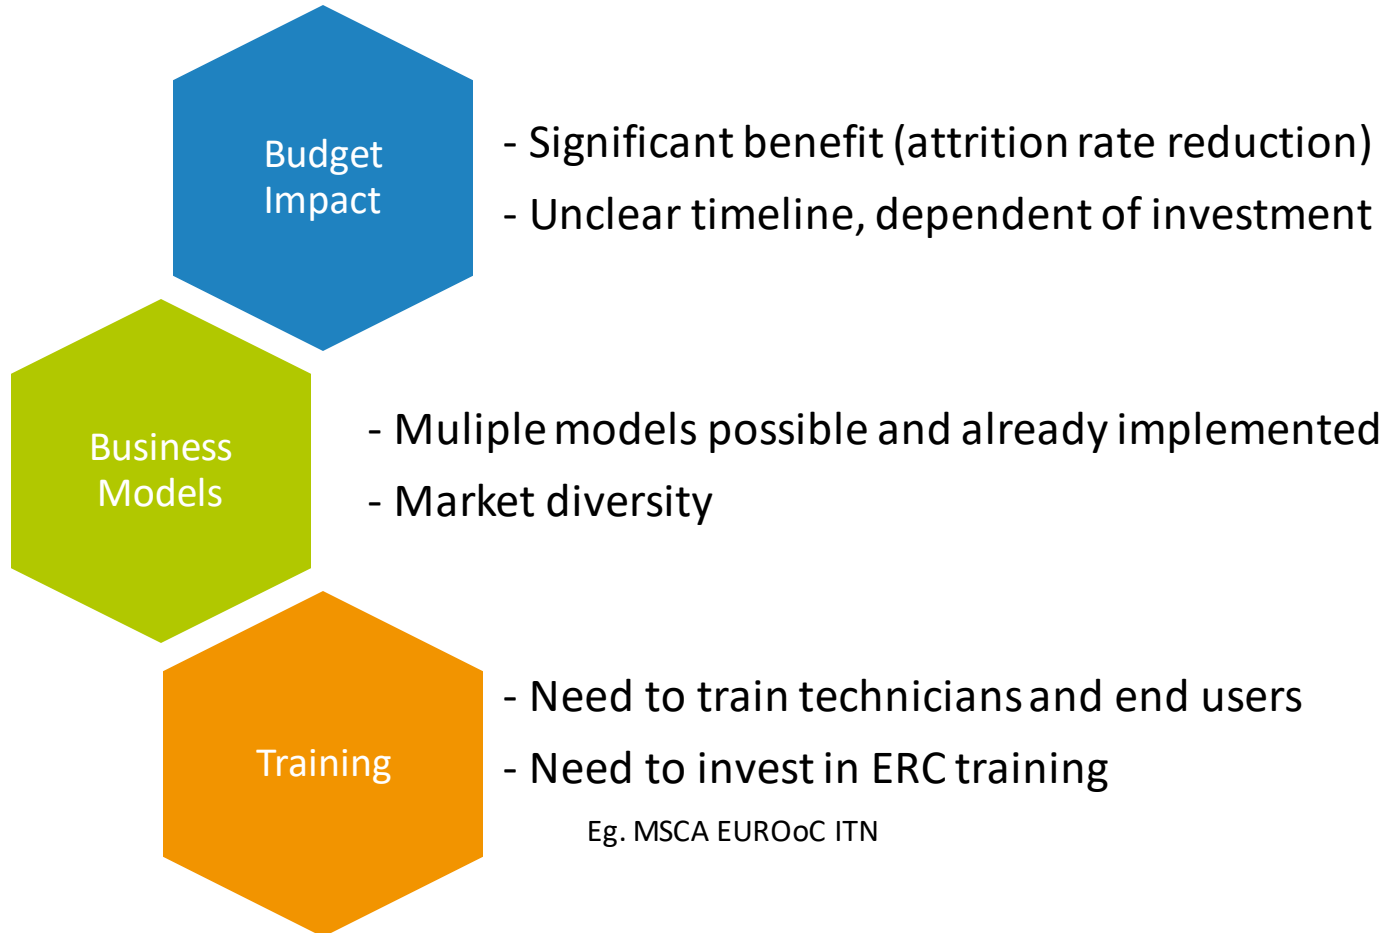 Budget
Impact
- Significant benefit (attrition rate reduction)
- Unclear timeline, dependent of investment
Business
Models
- Muliple models possible and already implemented
- Market diversity
Training
- Need to train technicians and end users
- Need to invest in ERC training
Eg. MSCA EUROoC ITN